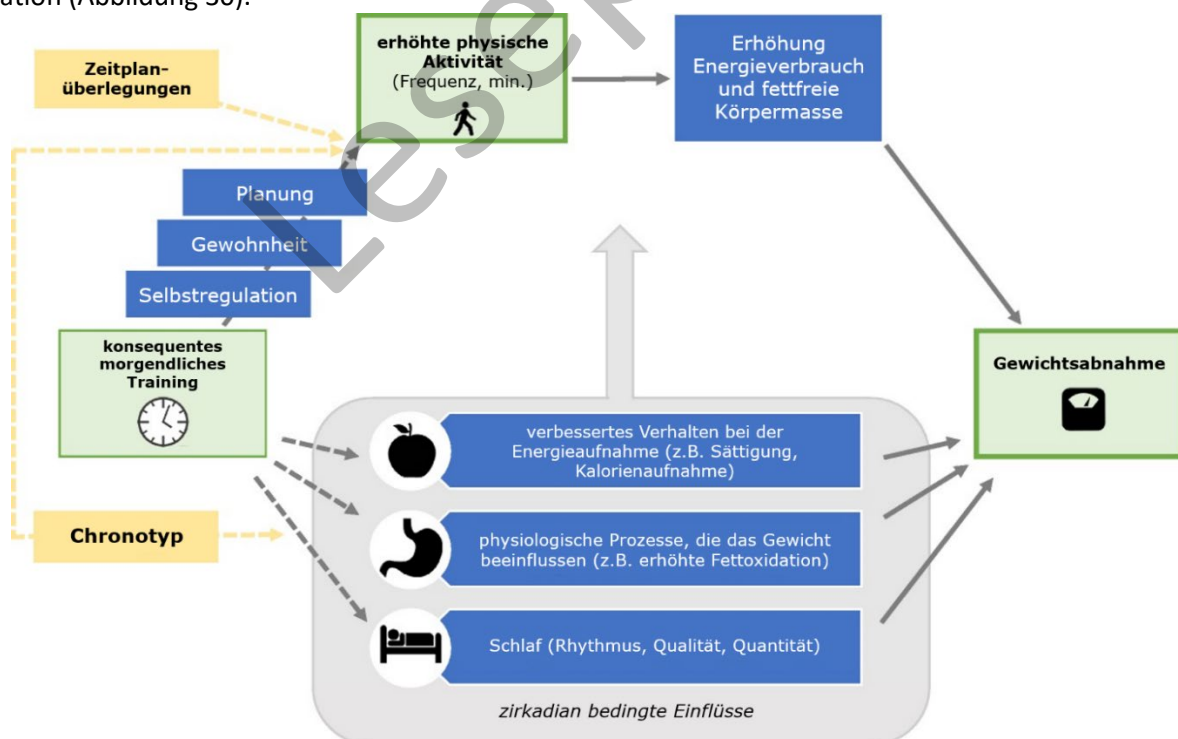 ation (Abbildung 30).
Zeitplan-
überlegungen
erhöhte physische
Aktivität
(Frequenz, min.)
Erhöhung
Energieverbrauch
und fettfreie
Körpermasse
Planung
Gewohnheit
Selbstregulation
konsequentes
morgendliches
Training
Chronotyp
verbessertes Verhalten bei der
Energieaufnahme (z.B. Sättigung,
Kalorienaufnahme)
physiologische Prozesse, die das Gewicht
beeinflussen (z.B. erhöhte Fettoxidation)
Schlaf (Rhythmus, Qualität, Quantität)
zirkadian bedingte Einflüsse
Gewichtsabnahme
Lesep